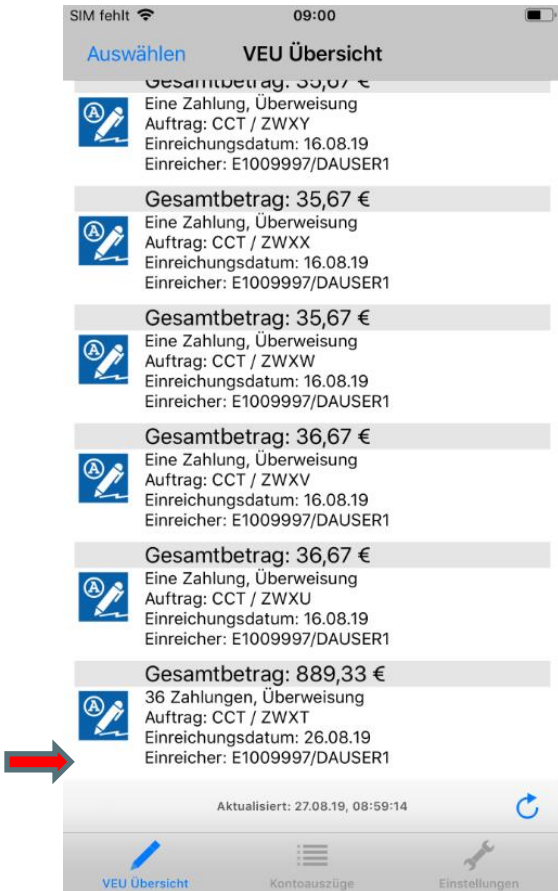 SIM fehlt 09:00
Auswählen VEU Übersicht
Gesamtbetrag: 35,67 €
Eine Zahlung, Überweisung
Auftrag: CCT / ZWXY
Einreichungsdatum: 16.08.19
Einreicher: E1009997/DAUSER1
Gesamtbetrag: 35,67 €
Eine Zahlung, Überweisung
Auftrag: CCT / ZWXX
Einreichungsdatum: 16.08.19
Einreicher: E1009997/DAUSER1
Gesamtbetrag: 35,67 €
Eine Zahlung, Überweisung
Auftrag: CCT / ZWXW
Einreichungsdatum: 16.08.19
Einreicher: E1009997/DAUSER1
Gesamtbetrag: 36,67 €
Eine Zahlung, Überweisung
Auftrag: CCT / ZWXV
Einreichungsdatum: 16.08.19
Einreicher: E1009997/DAUSER1
Gesamtbetrag: 36,67 €
Eine Zahlung, Überweisung
Auftrag: CCT / ZWXU
Einreichungsdatum: 16.08.19
Einreicher: E1009997/DAUSER1
Gesamtbetrag: 889,33 €
36 Zahlungen, Überweisung
Auftrag: CCT / ZWXT
Einreichungsdatum: 26.08.19
Einreicher: E1009997/DAUSER1
Aktualisiert: 27.08.19, 08:59:14
VEU Übersicht Kontoauszüge Einstellungen